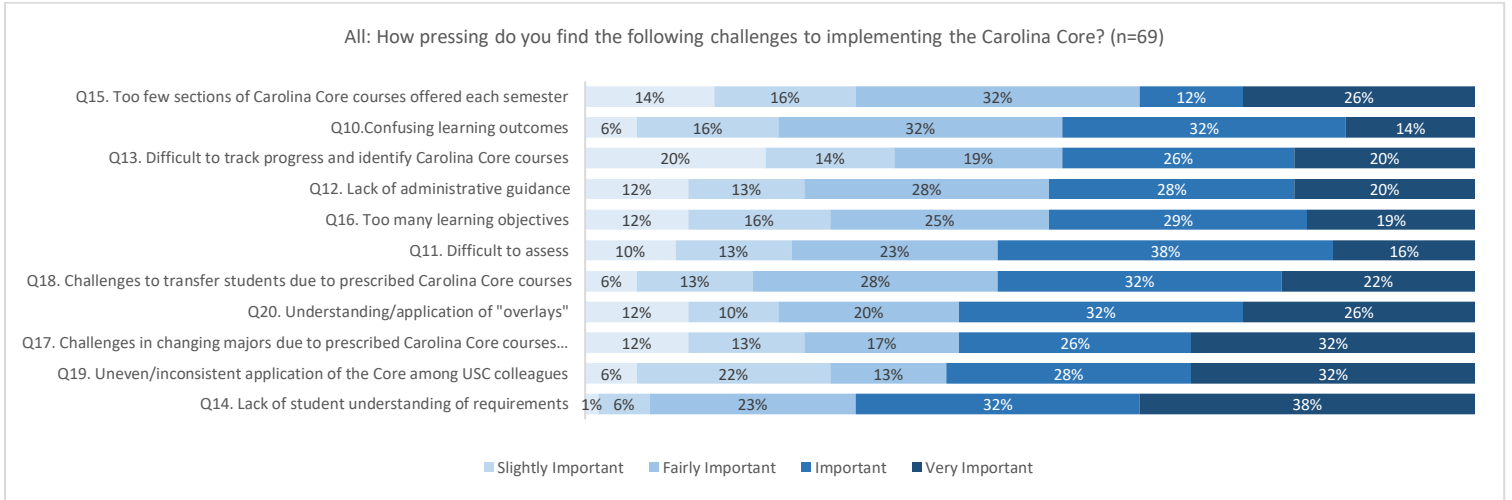 All: How pressing do you find the following challenges to implementing the Carolina Core? (n=69)
Q15. Too few sections of Carolina Core courses offered each semester 14% 16% 32% 12% 26%
Q10.Confusing learning outcomes 6% 16% 32% 32% 14%
Q13. Difficult to track progress and identify Carolina Core courses 20% 14% 19% 26% 20%
Q12. Lack of administrative guidance 12% 13% 28% 28% 20%
Q16. Too many learning objectives 12% 16% 25% 29% 19%
Q11. Difficult to assess 10% 13% 23% 38% 16%
Q18. Challenges to transfer students due to prescribed Carolina Core courses 6% 13% 28% 32% 22%
Q20. Understanding/application of "overlays" 12% 10% 20% 32% 26%
Q17. Challenges in changing majors due to prescribed Carolina Core courses… 12% 13% 17% 26% 32%
Q19. Uneven/inconsistent application of the Core among USC colleagues 6% 22% 13% 28% 32%
Q14. Lack of student understanding of requirements 1% 6% 23% 32% 38%
Slightly Important Fairly Important Important Very Important